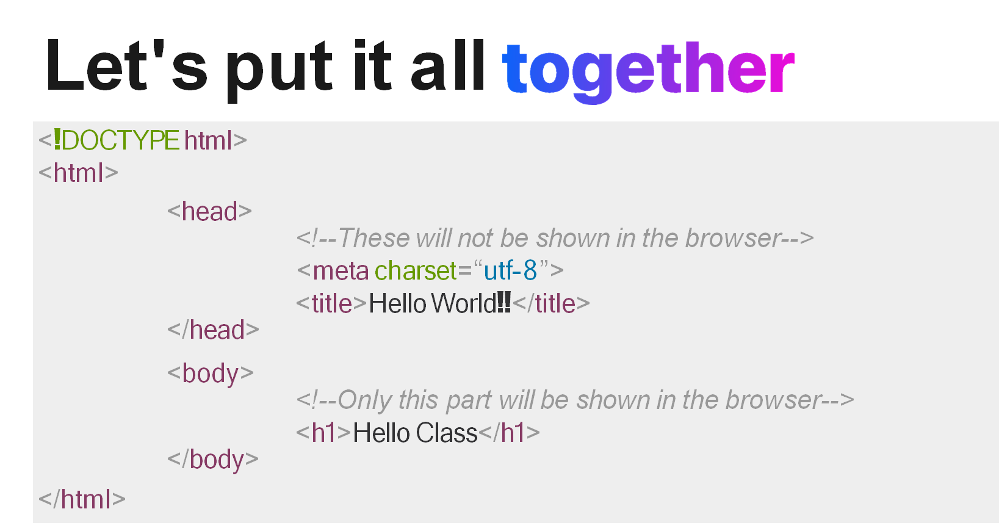 Let's put it all together
<!DOCTYPE html>
<html>
<head>
<!--These will not be shown in the browser-->
<meta charset=“utf-8”>
<title>Hello World!!</title>
</head>
<body>
<!--Only this part will be shown in the browser-->
<h1>Hello Class</h1>
</body>
</html>